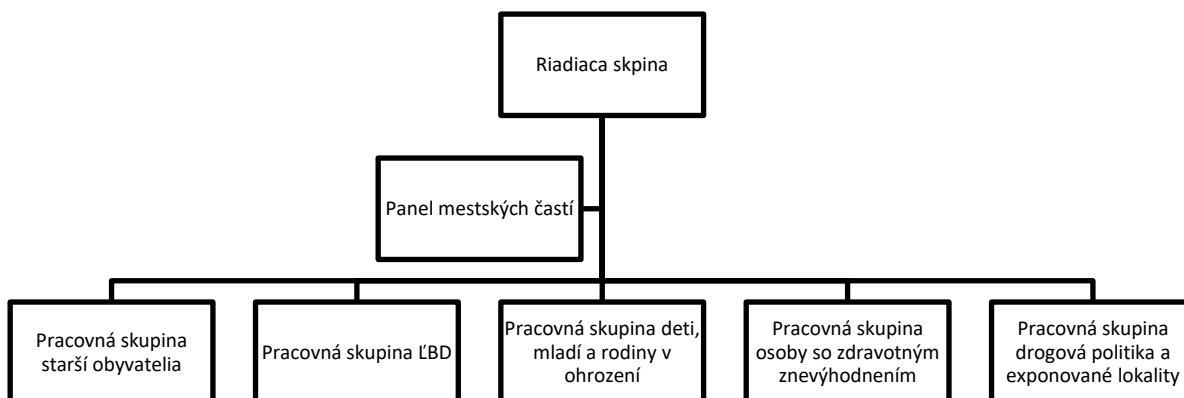 Riadiaca skpina
Panel mestských častí
Pracovná skupina
starší obyvatelia
Pracovná skupina ĽBD
Pracovná skupina deti,
mladí a rodiny v
ohrození
Pracovná skupina
osoby so zdravotným
znevýhodnením
Pracovná skupina
drogová politika a
exponované lokality